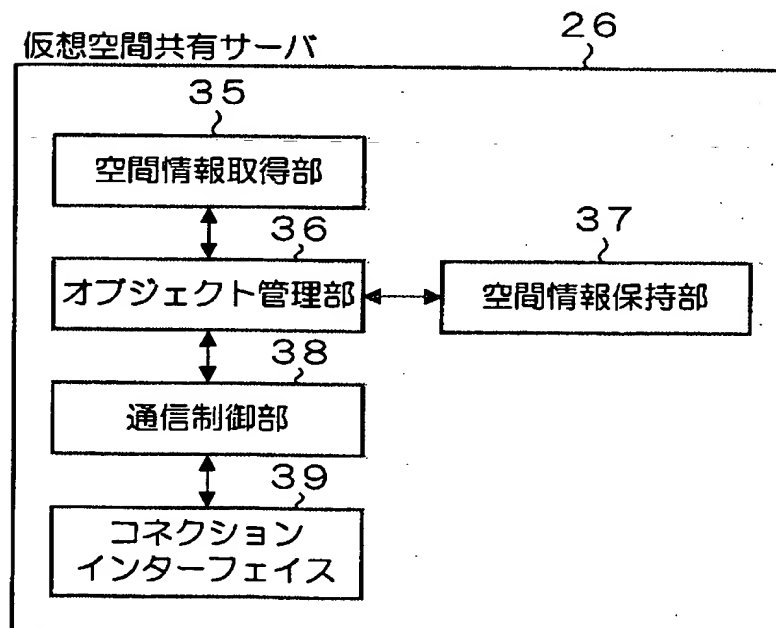 仮想空間共有サーバ
26
35
空間情報取得部
36
オブジェクト管理部
37
空間情報保持部
38
通信制御部
39
コネクション
インターフェイス